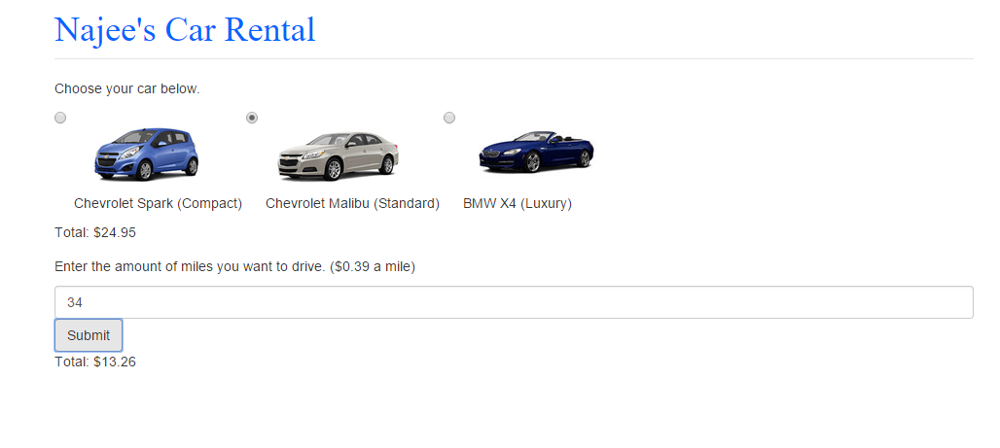 Najee's Car Rental
Choose your car below.
Chevrolet Spark (Compact) Chevrolet Malibu (Standard) BMW X4 (Luxury)
Total: $24.95
Enter the amount of miles you want to drive. ($0.39 a mile)
34
Submit
Total: $13.26